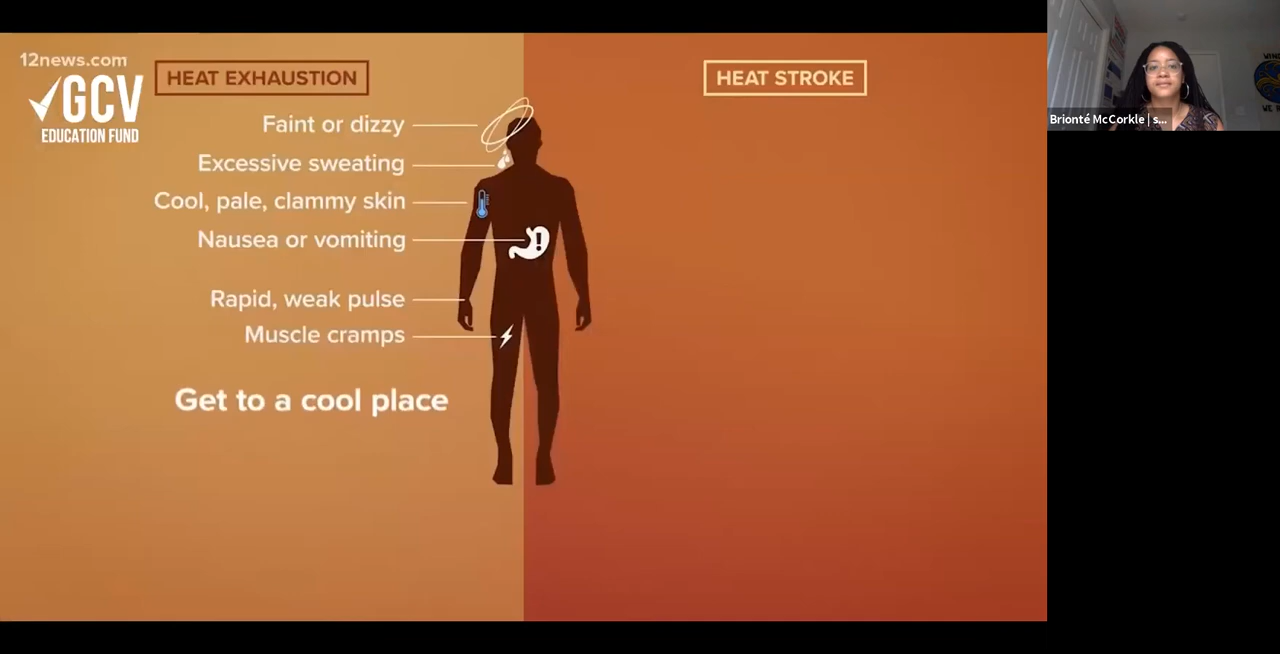 12news.com
GCV
EDUCATION FUND
HEAT EXHAUSTION
Faint or dizzy
Excessive sweating
Cool, pale, clammy skin
Nausea or vomiting
Rapid, weak pulse
Muscle cramps
Get to a cool place
HEAT STROKE
Brionté McCorkle | s...